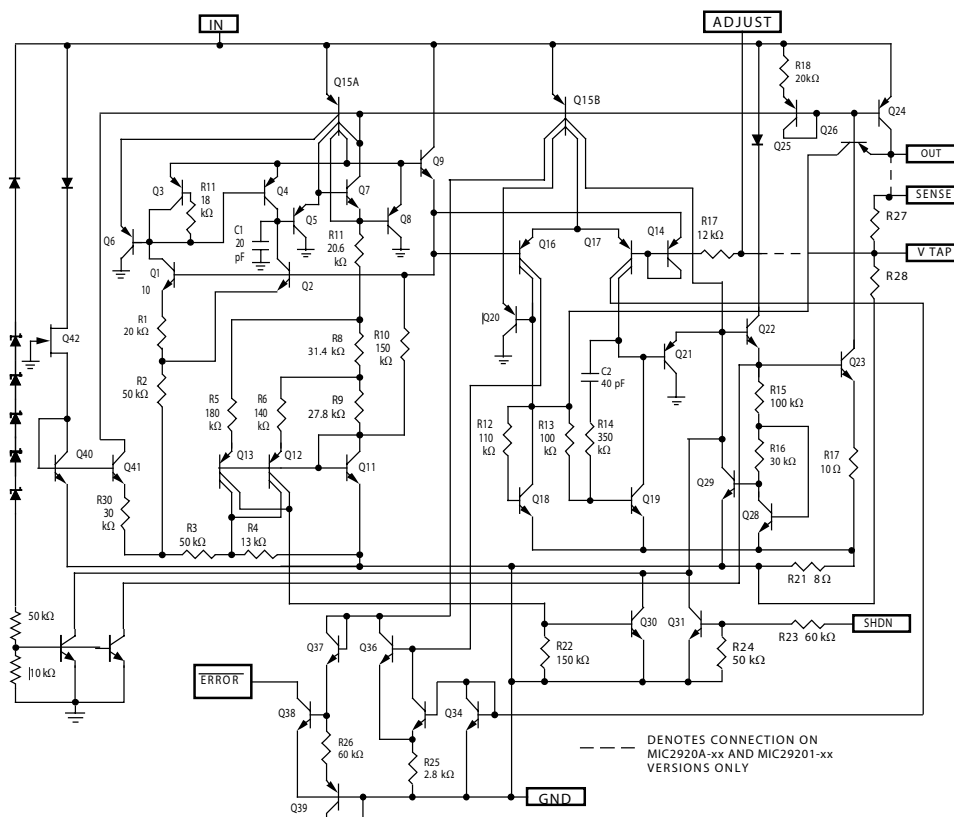 IN
ADJUST
R18
20kΩ
Q15A
Q15B
Q24
Q26
Q25
OUT
Q9
SENSE
Q3
R11
18
kΩ
Q4
Q7
Q5
Q8
R27
Q6
C1
20
pF
R11
20.6
kΩ
Q16
Q17
Q14
R17
12 kΩ
V TAP
R28
Q1
10
Q2
R1
20 kΩ
R8
31.4 kΩ
R10
150
kΩ
Q20
Q21
Q22
Q23
Q42
R2
50 kΩ
C2
40 pF
R15
100 kΩ
R5
180
kΩ
R6
140
kΩ
R9
27.8 kΩ
R12
110
kΩ
R13
100
kΩ
R14
350
kΩ
R16
30 kΩ
R17
10 Ω
Q40
Q41
Q13
Q12
Q11
Q18
Q19
Q29
Q28
R30
30
kΩ
R3
50 kΩ
R4
13 kΩ
R21 8Ω
50 kΩ
10 kΩ
Q37
Q36
R22
150 kΩ
Q30
Q31
R24
50 kΩ
R23 60 kΩ
SHDN
ERROR
Q38
Q34
R26
60 kΩ
R25
2.8 kΩ
Q39
GND
DENOTES CONNECTION ON
MIC2920A-xx AND MIC29201-xx
VERSIONS ONLY